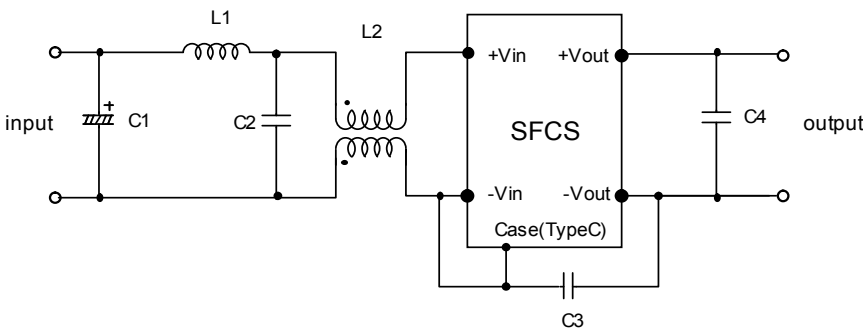 L1
L2
+Vin
+Vout
input
+
C1
C2
SFCS
C4
output
-Vin
-Vout
Case(TypeC)
C3